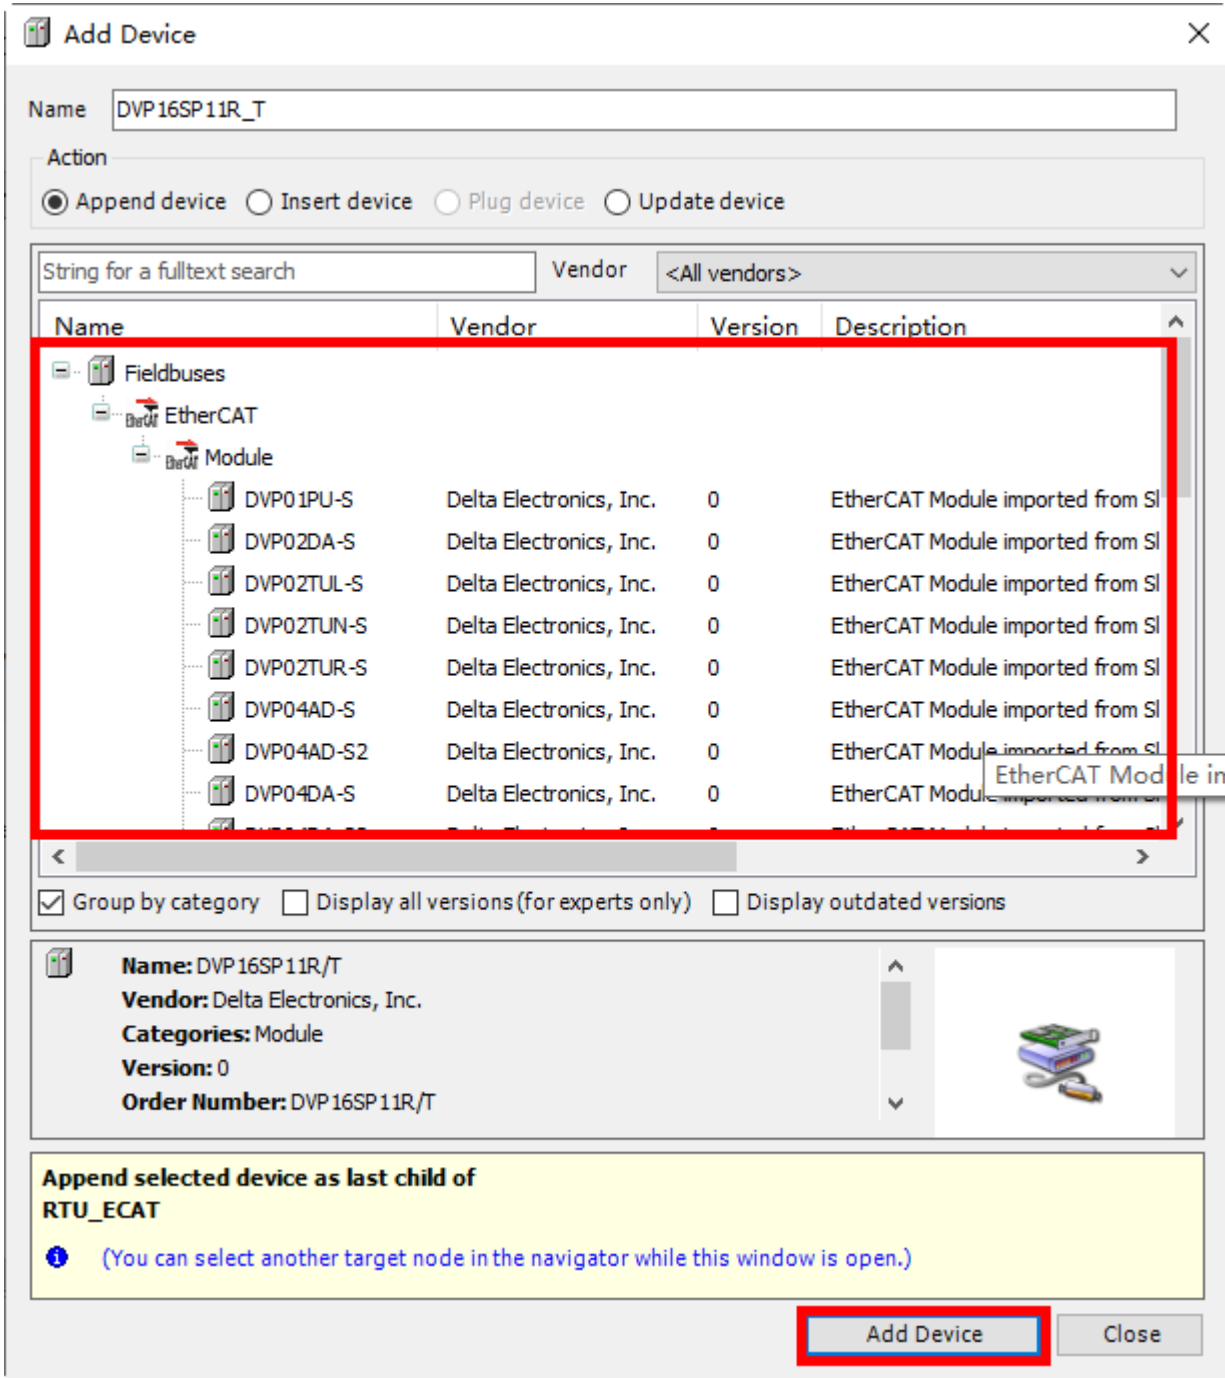 Add Device
Name DVP16SP11R_T
Action
Append device Insert device Plug device Update device
String for a fulltext search Vendor <All vendors>
Name Vendor Version Description
Fieldbuses
EtherCAT
Module
DVP01PU-S Delta Electronics, Inc. 0 EtherCAT Module imported from Sl
DVP02DA-S Delta Electronics, Inc. 0 EtherCAT Module imported from Sl
DVP02TUL-S Delta Electronics, Inc. 0 EtherCAT Module imported from Sl
DVP02TUN-S Delta Electronics, Inc. 0 EtherCAT Module imported from Sl
DVP02TUR-S Delta Electronics, Inc. 0 EtherCAT Module imported from Sl
DVP04AD-S Delta Electronics, Inc. 0 EtherCAT Module imported from Sl
DVP04AD-S2 Delta Electronics, Inc. 0 EtherCAT Module imported from Sl
EtherCAT Module in
DVP04DA-S Delta Electronics, Inc. 0 EtherCAT Module imported from Sl
Group by category Display all versions (for experts only) Display outdated versions
Name: DVP16SP11R/T
Vendor: Delta Electronics, Inc.
Categories: Module
Version: 0
Order Number: DVP16SP11R/T
Append selected device as last child of
RTU_ECAT
(You can select another target node in the navigator while this window is open.)
Add Device Close